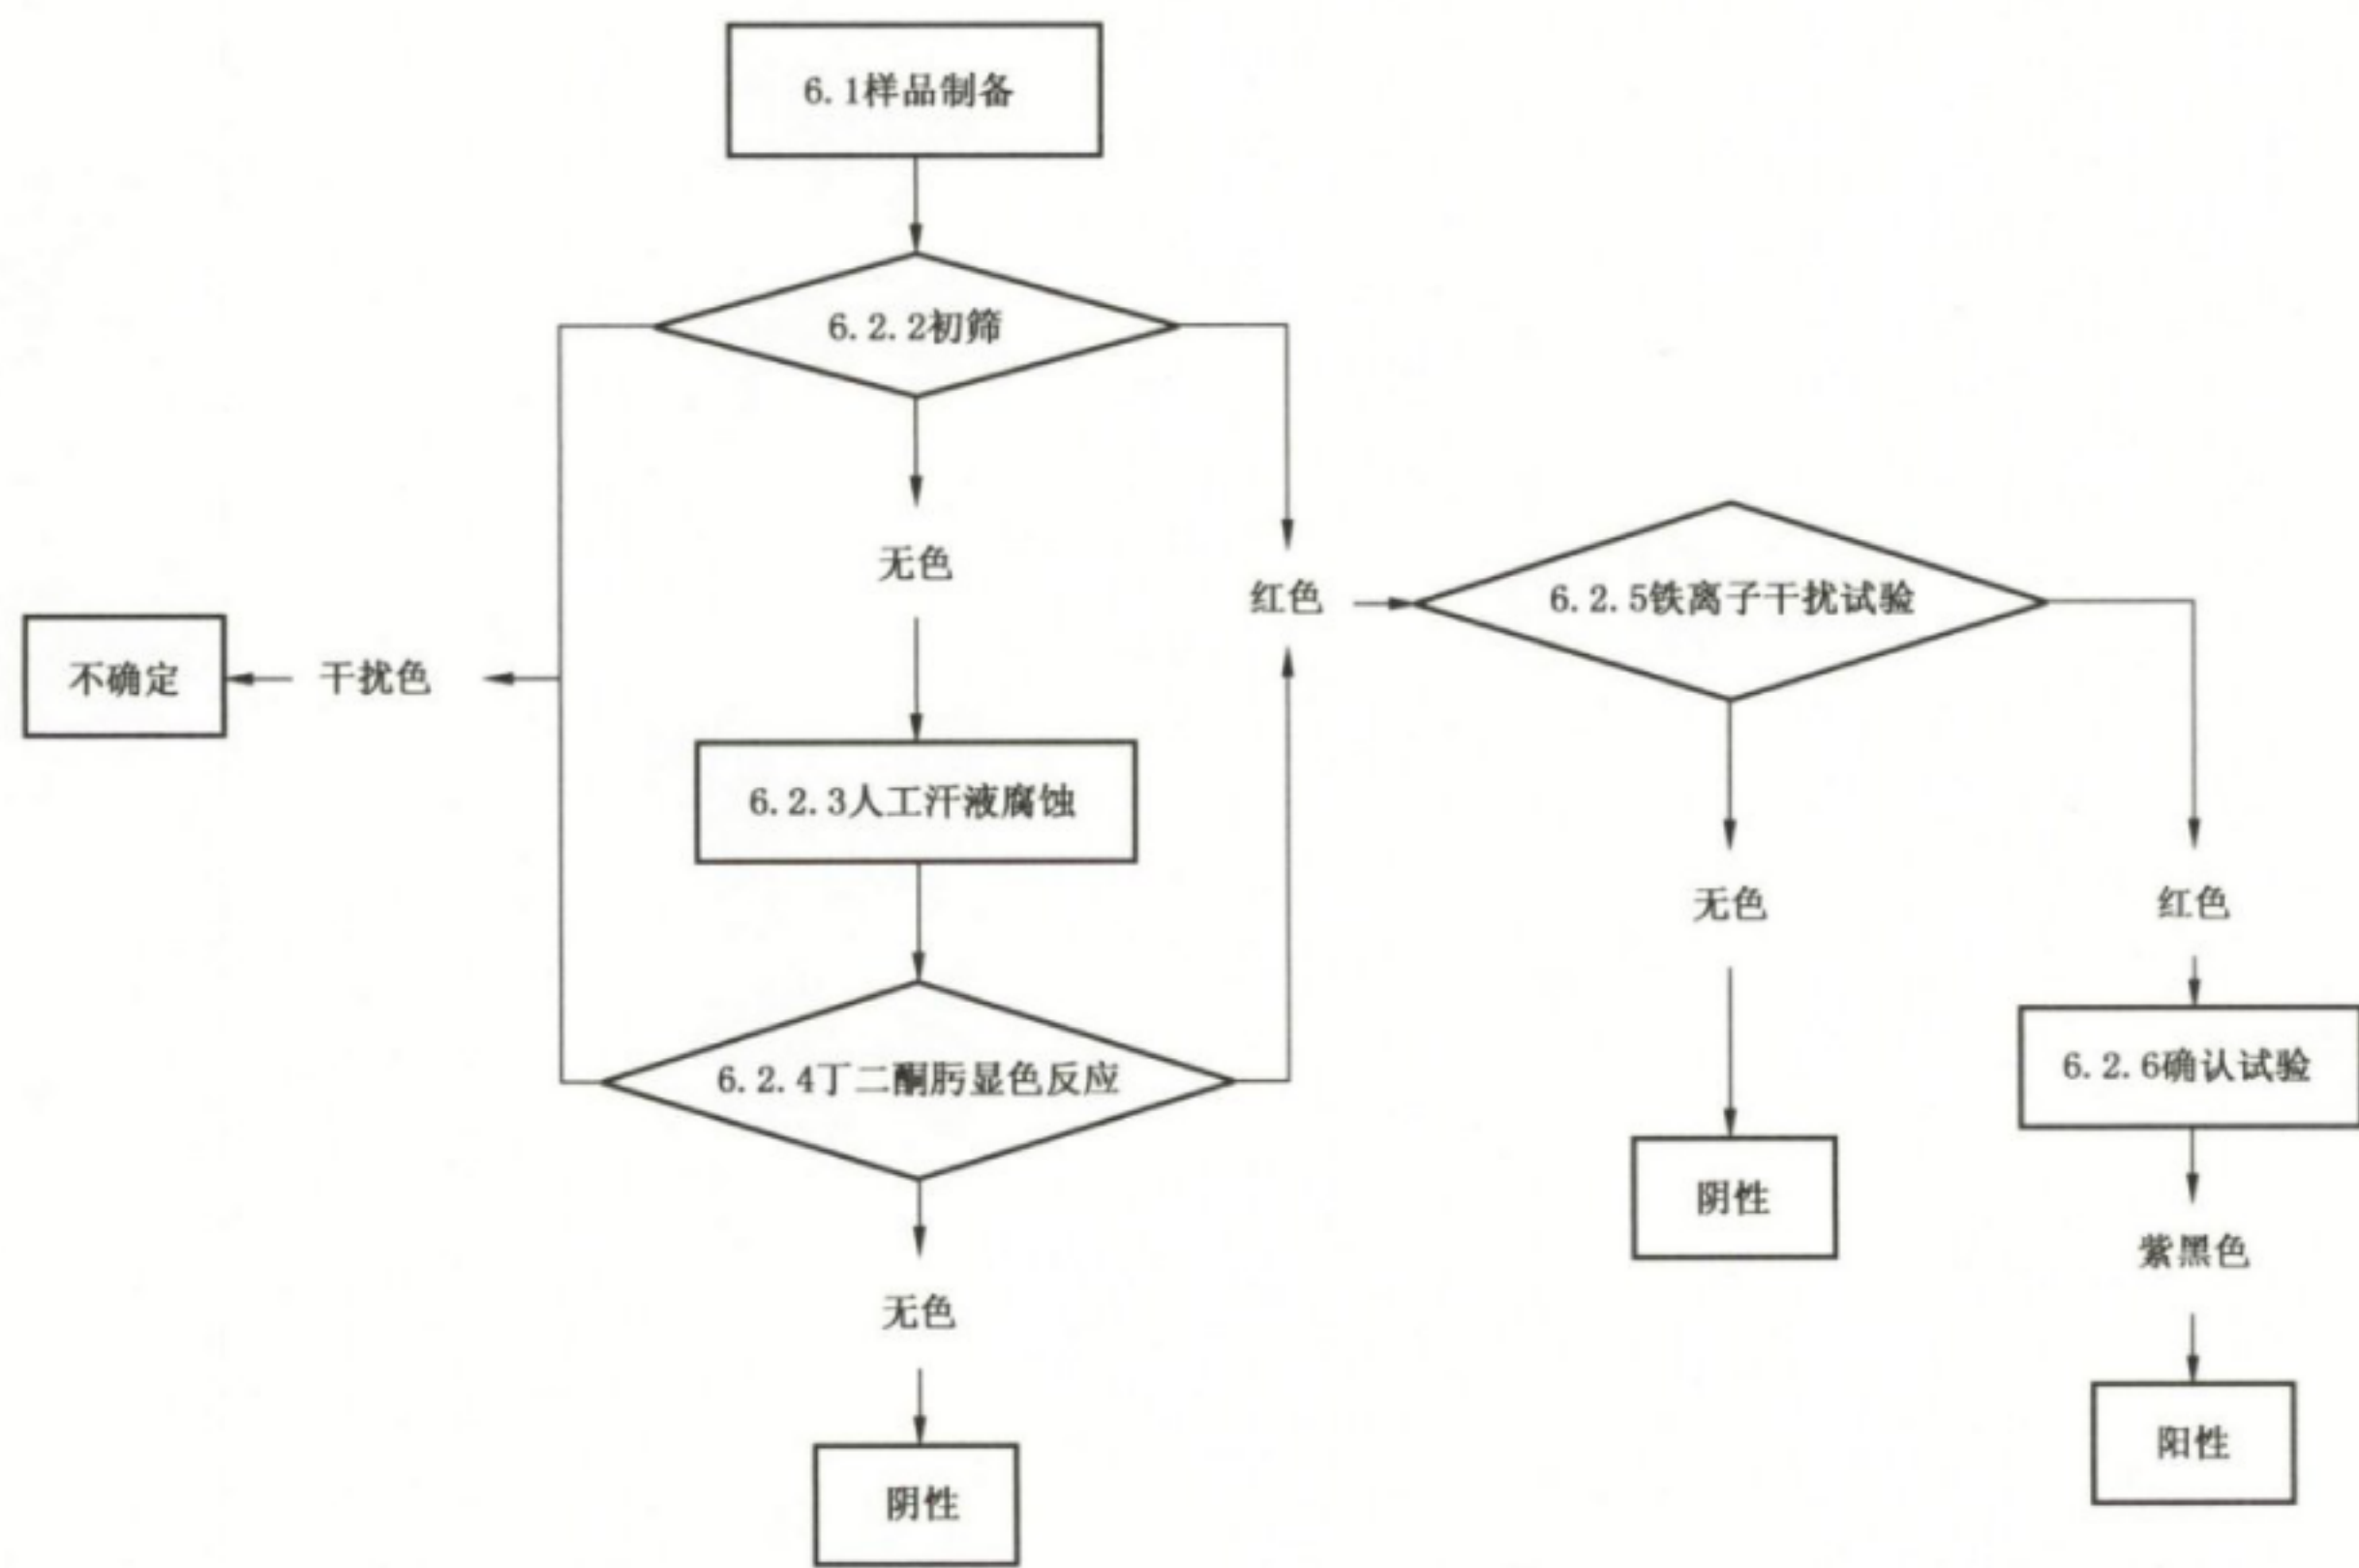 6.1样品制备
6.2.2初筛
无色
红色
6.2.5铁离子干扰试验
不确定
干扰色
6.2.3人工汗液腐蚀
无色
红色
6.2.4丁二酮肟显色反应
6.2.6确认试验
阴性
紫黑色
无色
阳性
阴性